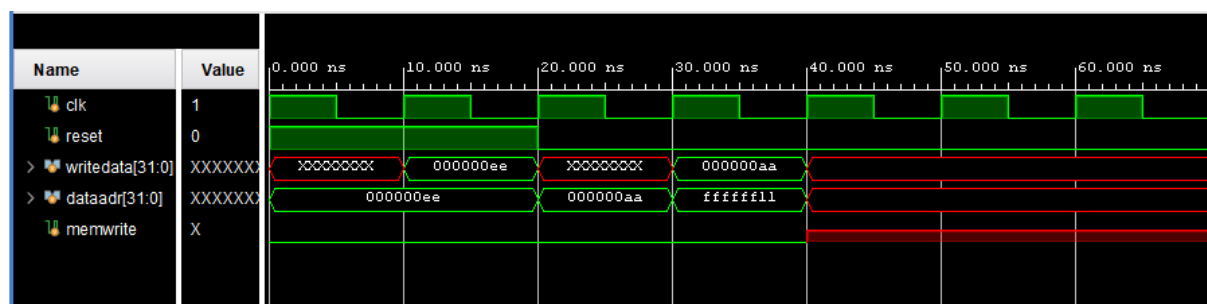 Name Value 0.000 ns 10.000 ns 20.000 ns 30.000 ns 40.000 ns 50.000 ns 60.000 ns
clk 1
reset 0
writedata[31:0] XXXXXXX XXXXXXXX 000000ee XXXXXXXX 000000aa
dataadr[31:0] XXXXXXX 000000ee 000000aa ffffff11
memwrite X